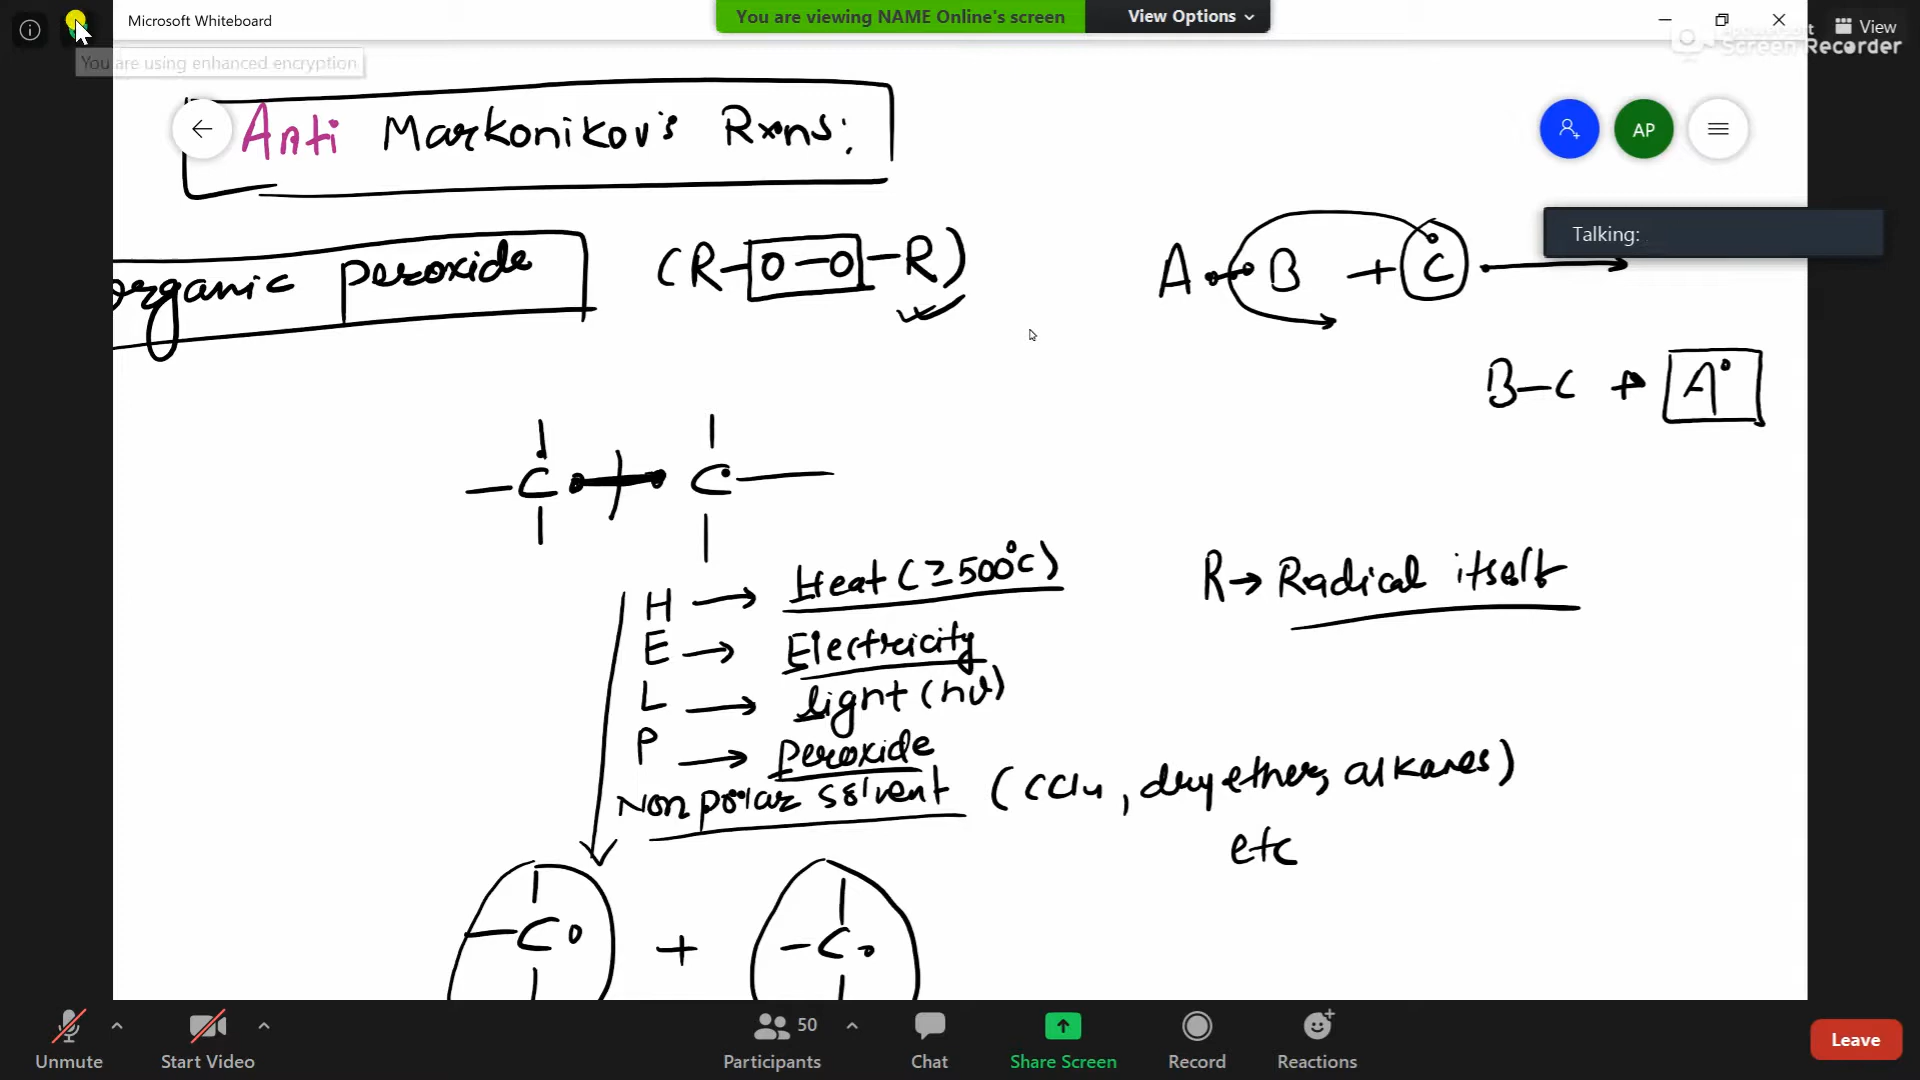 Microsoft Whiteboard
You are viewing NAME Online's screen
View Options
View
Screen Recorder
You are using enhanced encryption
Anti Markonikov's Rxns:
AP
Talking:
organic peroxide (R-O-O-R)
A B + C
B-C + A°
-C C
H → Heat (≥500°C)
R → Radical itself
E → Electricity
L → light (hν)
P → Peroxide
Non polar solvent (CCl4, dry ether, alkanes)
etc
-C + -C
Unmute
Start Video
50
Participants
Chat
Share Screen
Record
Reactions
Leave